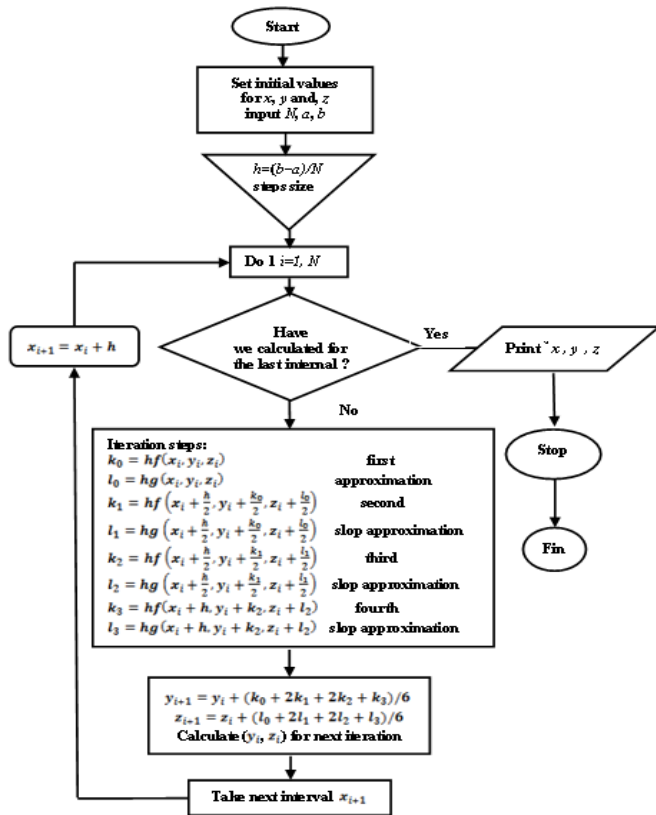 Start
Set initial values
for x, y and, z
input N, a, b
h=(b−a)/N
steps size
Do 1 i=1, N
x_{i+1} = x_i + h
Have
we calculated for
the last internal ?
Yes
Print" x , y , z
Stop
Fin
No
Iteration steps:
k_0 = hf(x_i, y_i, z_i) first
l_0 = hg(x_i, y_i, z_i) approximation
k_1 = hf(x_i + h/2, y_i + k_0/2, z_i + l_0/2) second
l_1 = hg(x_i + h/2, y_i + k_0/2, z_i + l_0/2) slop approximation
k_2 = hf(x_i + h/2, y_i + k_1/2, z_i + l_1/2) third
l_2 = hg(x_i + h/2, y_i + k_1/2, z_i + l_1/2) slop approximation
k_3 = hf(x_i + h, y_i + k_2, z_i + l_2) fourth
l_3 = hg(x_i + h, y_i + k_2, z_i + l_2) slop approximation
y_{i+1} = y_i + (k_0 + 2k_1 + 2k_2 + k_3)/6
z_{i+1} = z_i + (l_0 + 2l_1 + 2l_2 + l_3)/6
Calculate (y_i, z_i) for next iteration
Take next interval x_{i+1}